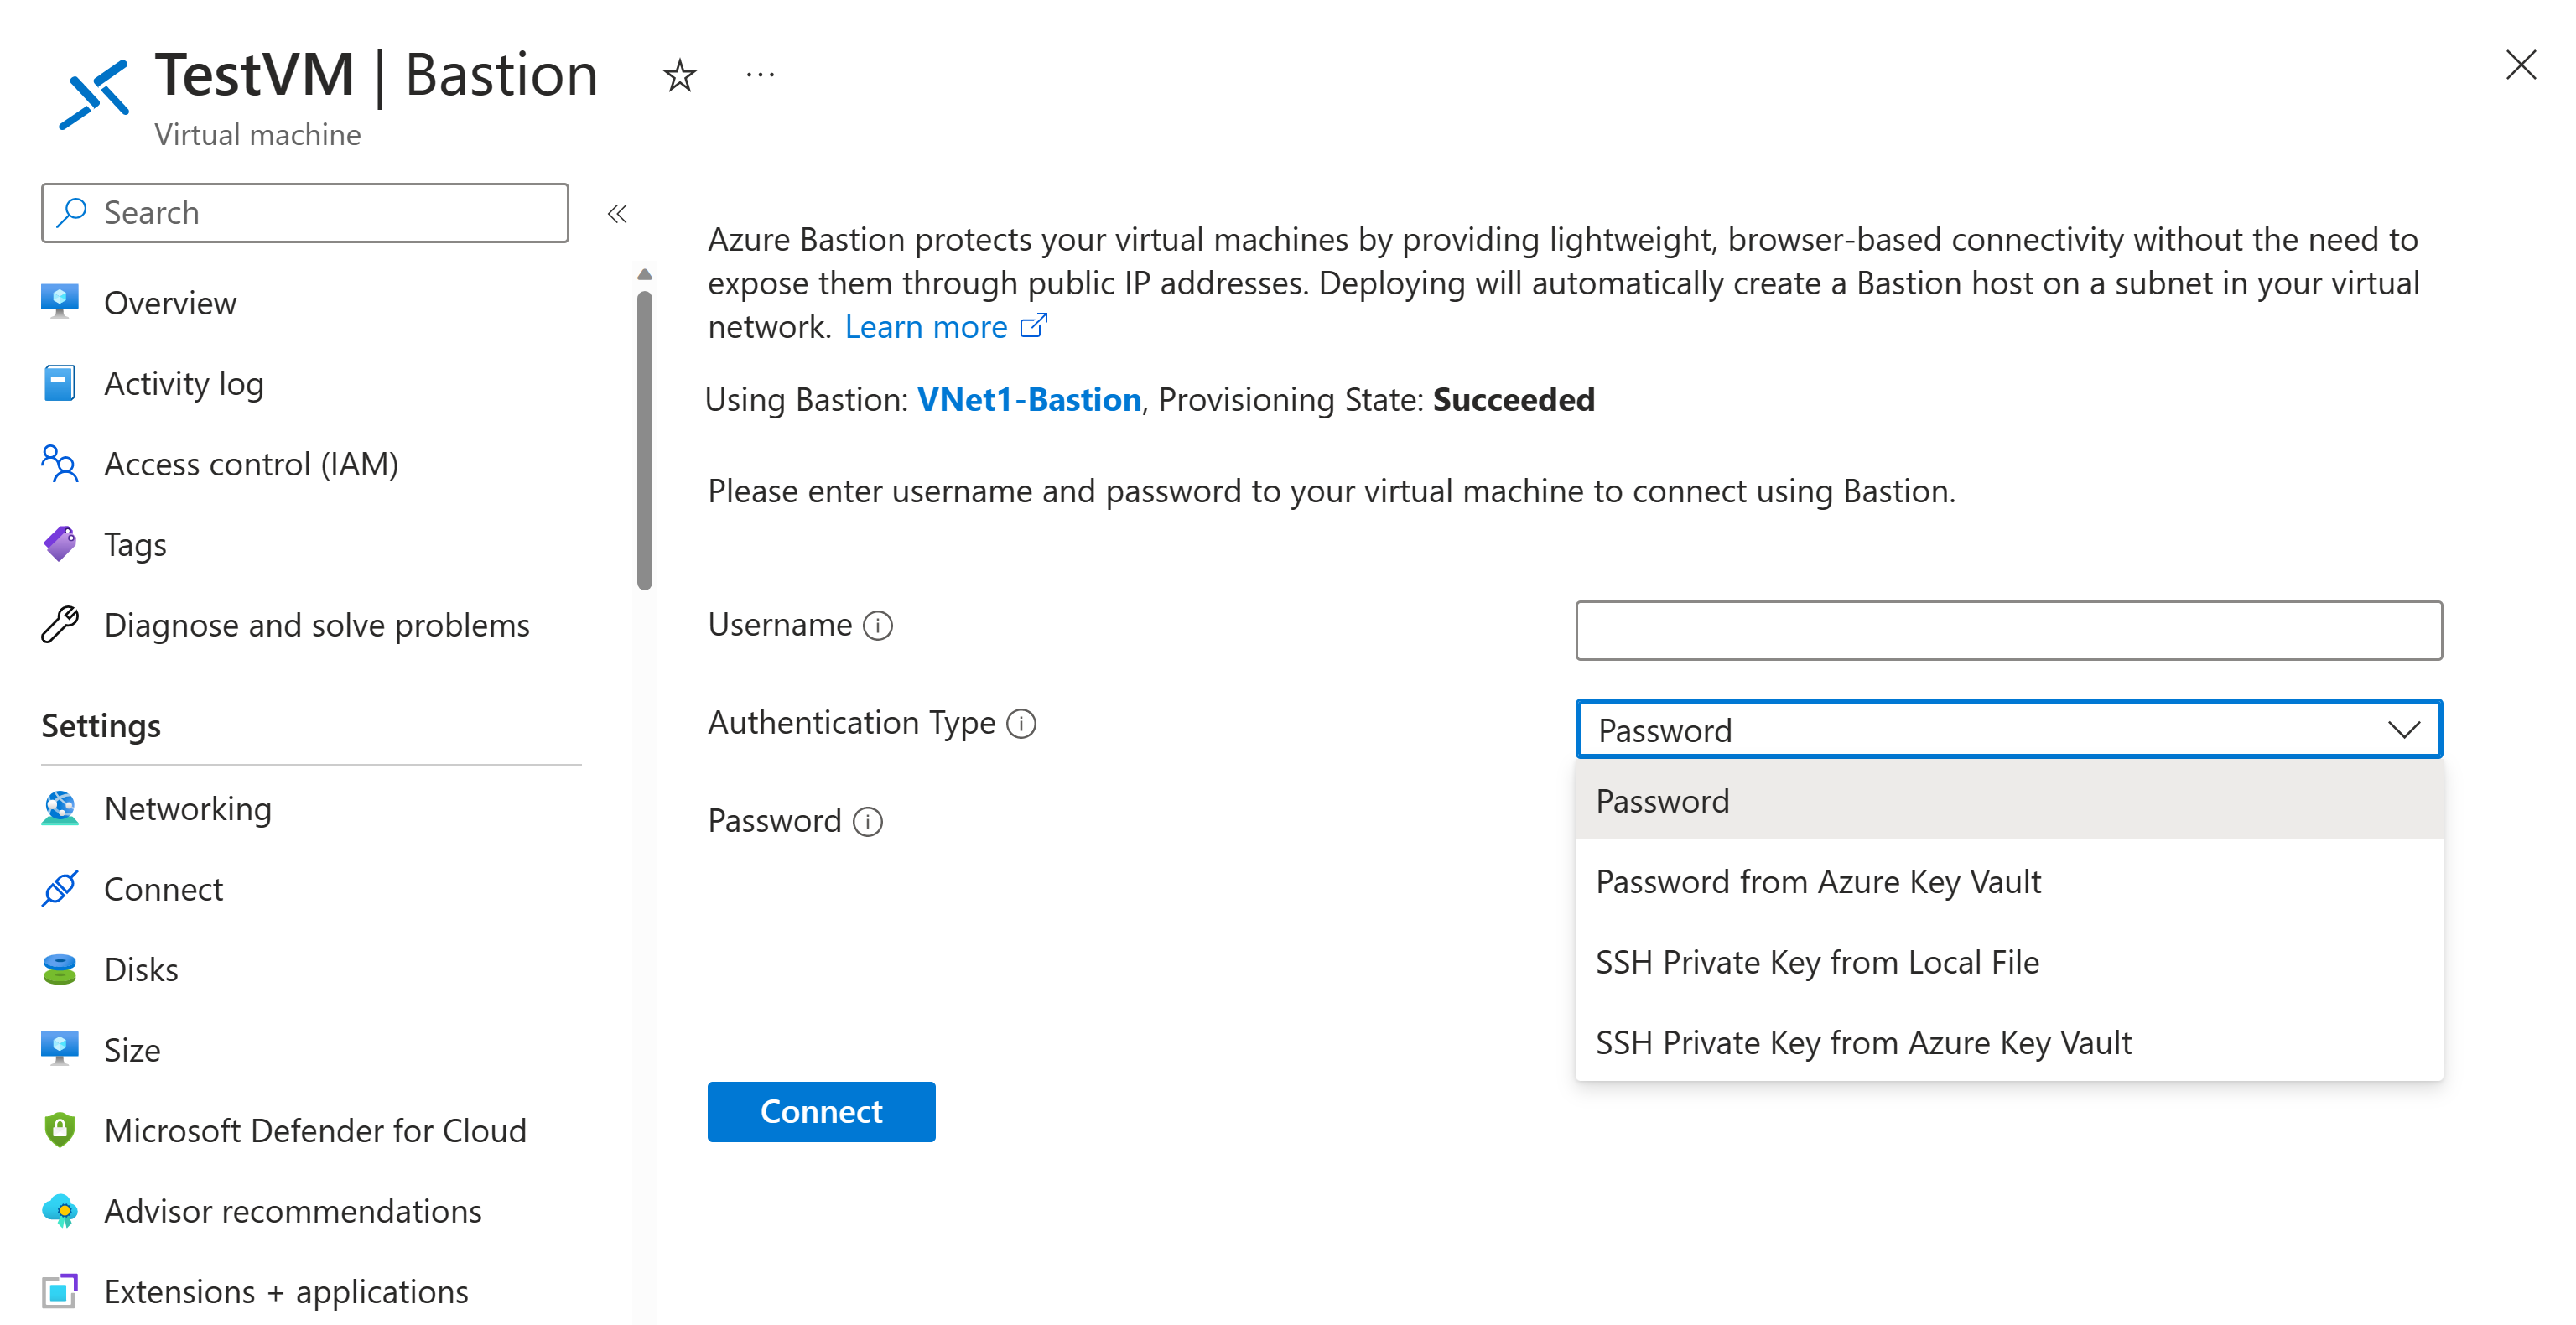 TestVM | Bastion
Virtual machine
Search
Overview
Activity log
Access control (IAM)
Tags
Diagnose and solve problems
Settings
Networking
Connect
Disks
Size
Microsoft Defender for Cloud
Advisor recommendations
Extensions + applications
Azure Bastion protects your virtual machines by providing lightweight, browser-based connectivity without the need to
expose them through public IP addresses. Deploying will automatically create a Bastion host on a subnet in your virtual
network. Learn more
Using Bastion: VNet1-Bastion, Provisioning State: Succeeded
Please enter username and password to your virtual machine to connect using Bastion.
Username
Authentication Type
Password
Password
Password
Password from Azure Key Vault
SSH Private Key from Local File
SSH Private Key from Azure Key Vault
Connect